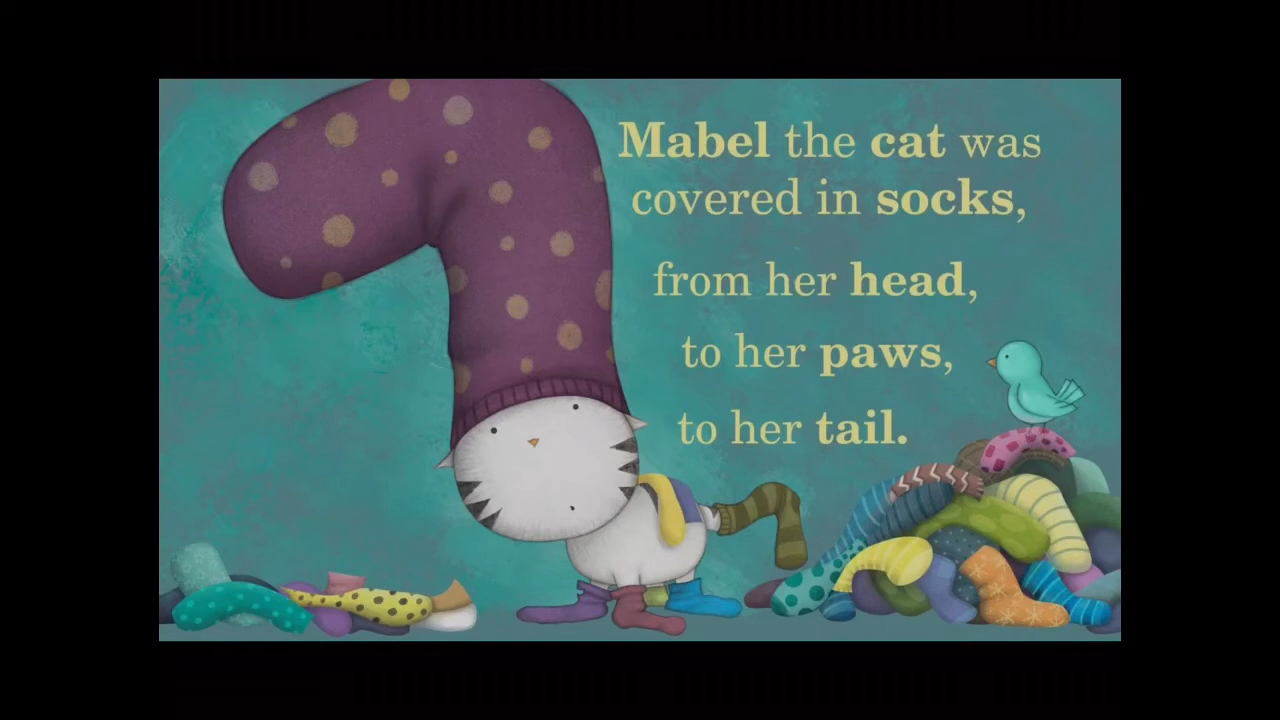 Mabel the cat was
covered in socks,
from her head,
to her paws,
to her tail.